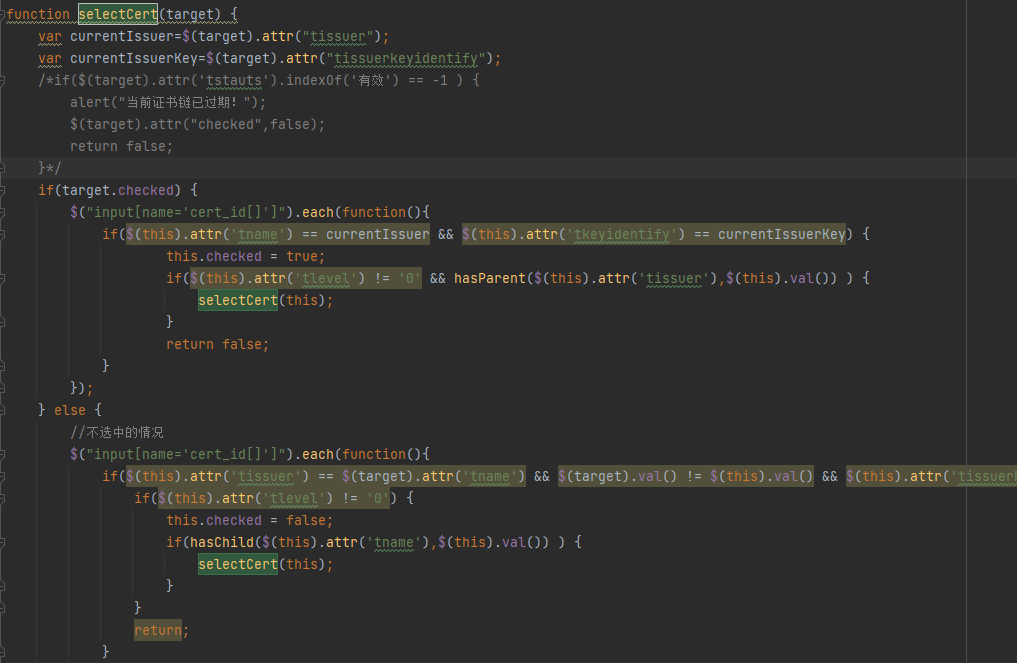 function selectCert(target) {
var currentIssuer=$(target).attr("tissuer");
var currentIssuerKey=$(target).attr("tissuerkeyidentify");
/*if($(target).attr('tstauts').indexOf('有效') == -1 ) {
alert("当前证书链已过期！");
$(target).attr("checked",false);
return false;
}*/
if(target.checked) {
$("input[name='cert_id[]']").each(function(){
if($(this).attr('tname') == currentIssuer && $(this).attr('tkeyidentify') == currentIssuerKey) {
this.checked = true;
if($(this).attr('tlevel') != '0' && hasParent($(this).attr('tissuer'),$(this).val()) ) {
selectCert(this);
}
return false;
}
});
} else {
//不选中的情况
$("input[name='cert_id[]']").each(function(){
if($(this).attr('tissuer') == $(target).attr('tname') && $(target).val() != $(this).val() && $(this).attr('tissuer
if($(this).attr('tlevel') != '0') {
this.checked = false;
if(hasChild($(this).attr('tname'),$(this).val()) ) {
selectCert(this);
}
}
return;
}